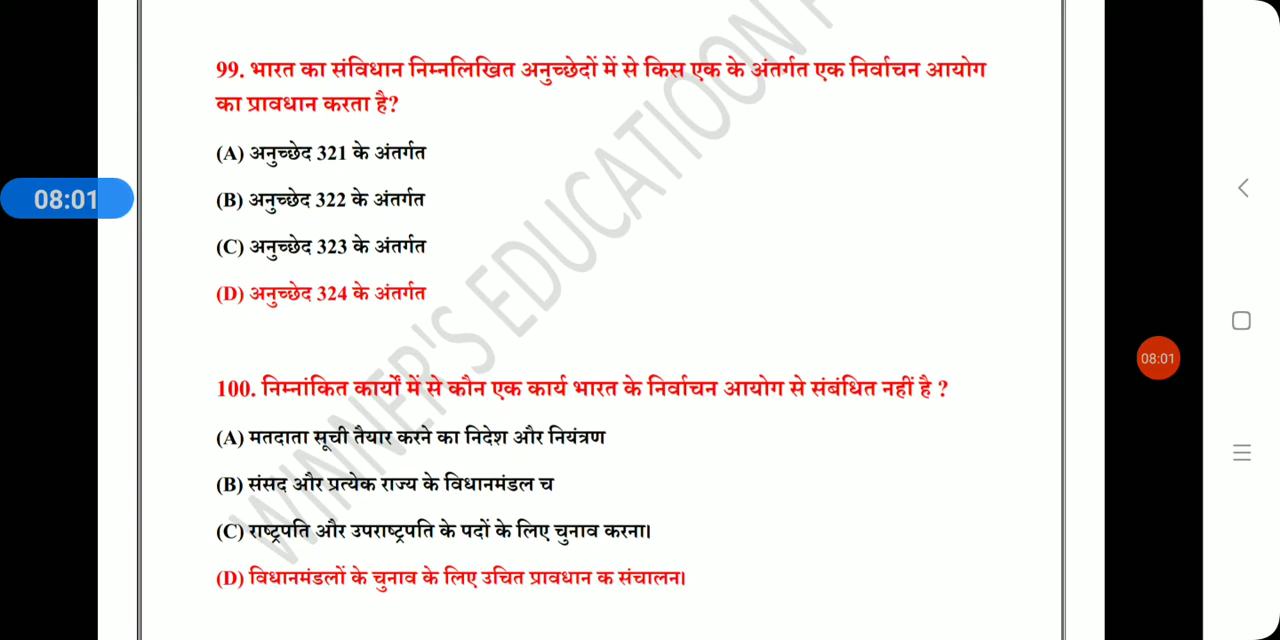 99. भारत का संविधान निम्नलिखित अनुच्छेदों में से किस एक के अंतर्गत एक निर्वाचन आयोग
का प्रावधान करता है?
(A) अनुच्छेद 321 के अंतर्गत
08:01
(B) अनुच्छेद 322 के अंतर्गत
(C) अनुच्छेद 323 के अंतर्गत
(D) अनुच्छेद 324 के अंतर्गत
08:01
100. निम्नांकित कार्यों में से कौन एक कार्य भारत के निर्वाचन आयोग से संबंधित नहीं है ?
(A) मतदाता सूची तैयार करने का निदेश और नियंत्रण
(B) संसद और प्रत्येक राज्य के विधानमंडल च
(C) राष्ट्रपति और उपराष्ट्रपति के पदों के लिए चुनाव करना।
(D) विधानमंडलों के चुनाव के लिए उचित प्रावधान क संचालन।
WINNER'S EDUCATIOON